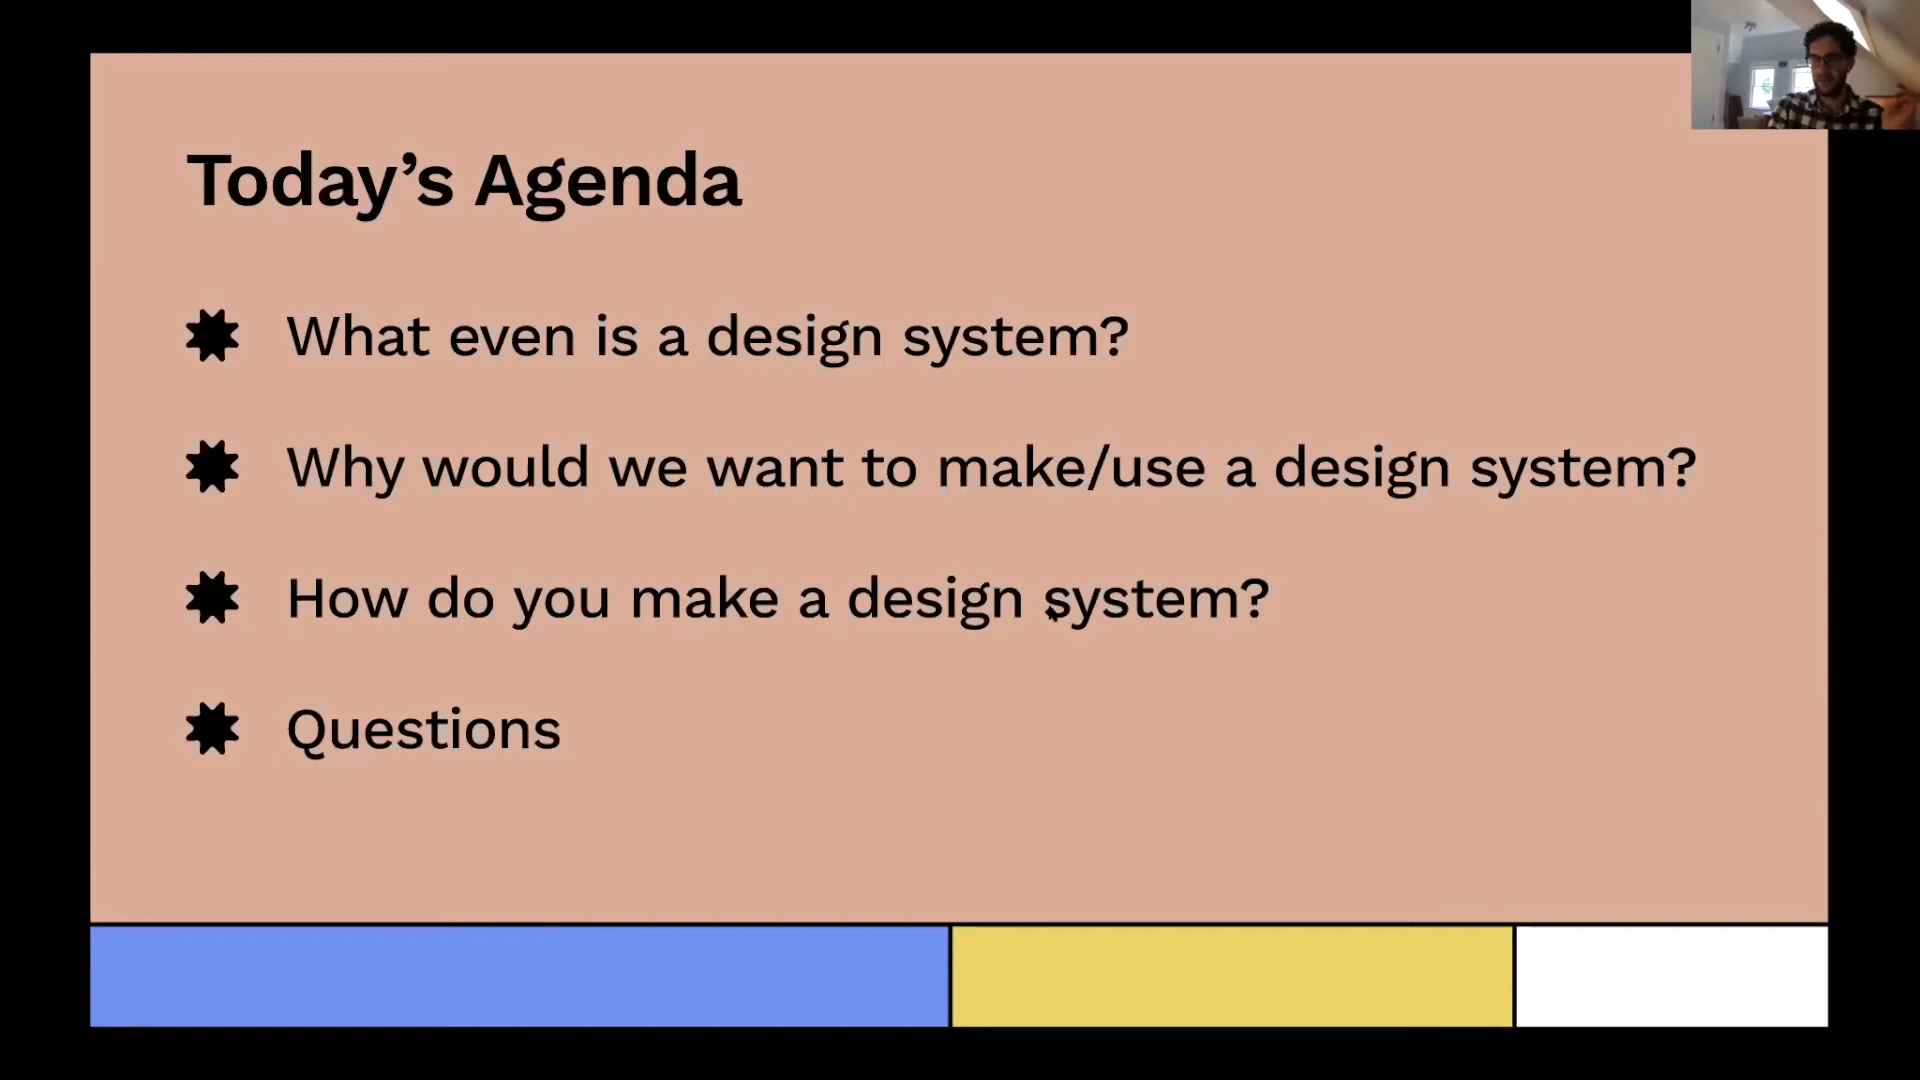 Today’s Agenda
What even is a design system?
Why would we want to make/use a design system?
How do you make a design system?
Questions